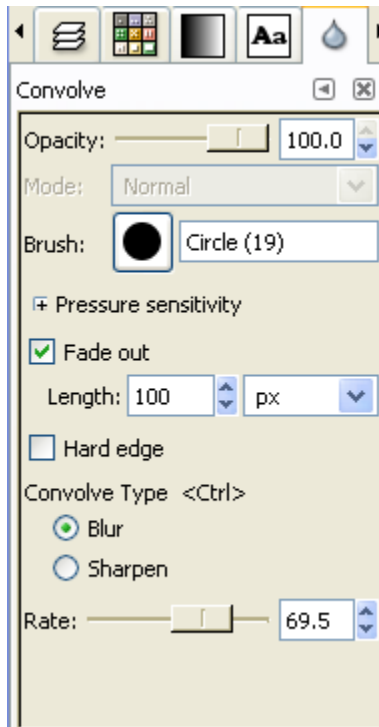 Aa
Convolve
Opacity: 100.0
Mode: Normal
Brush: Circle (19)
Pressure sensitivity
Fade out
Length: 100 px
Hard edge
Convolve Type <Ctrl>
Blur
Sharpen
Rate: 69.5